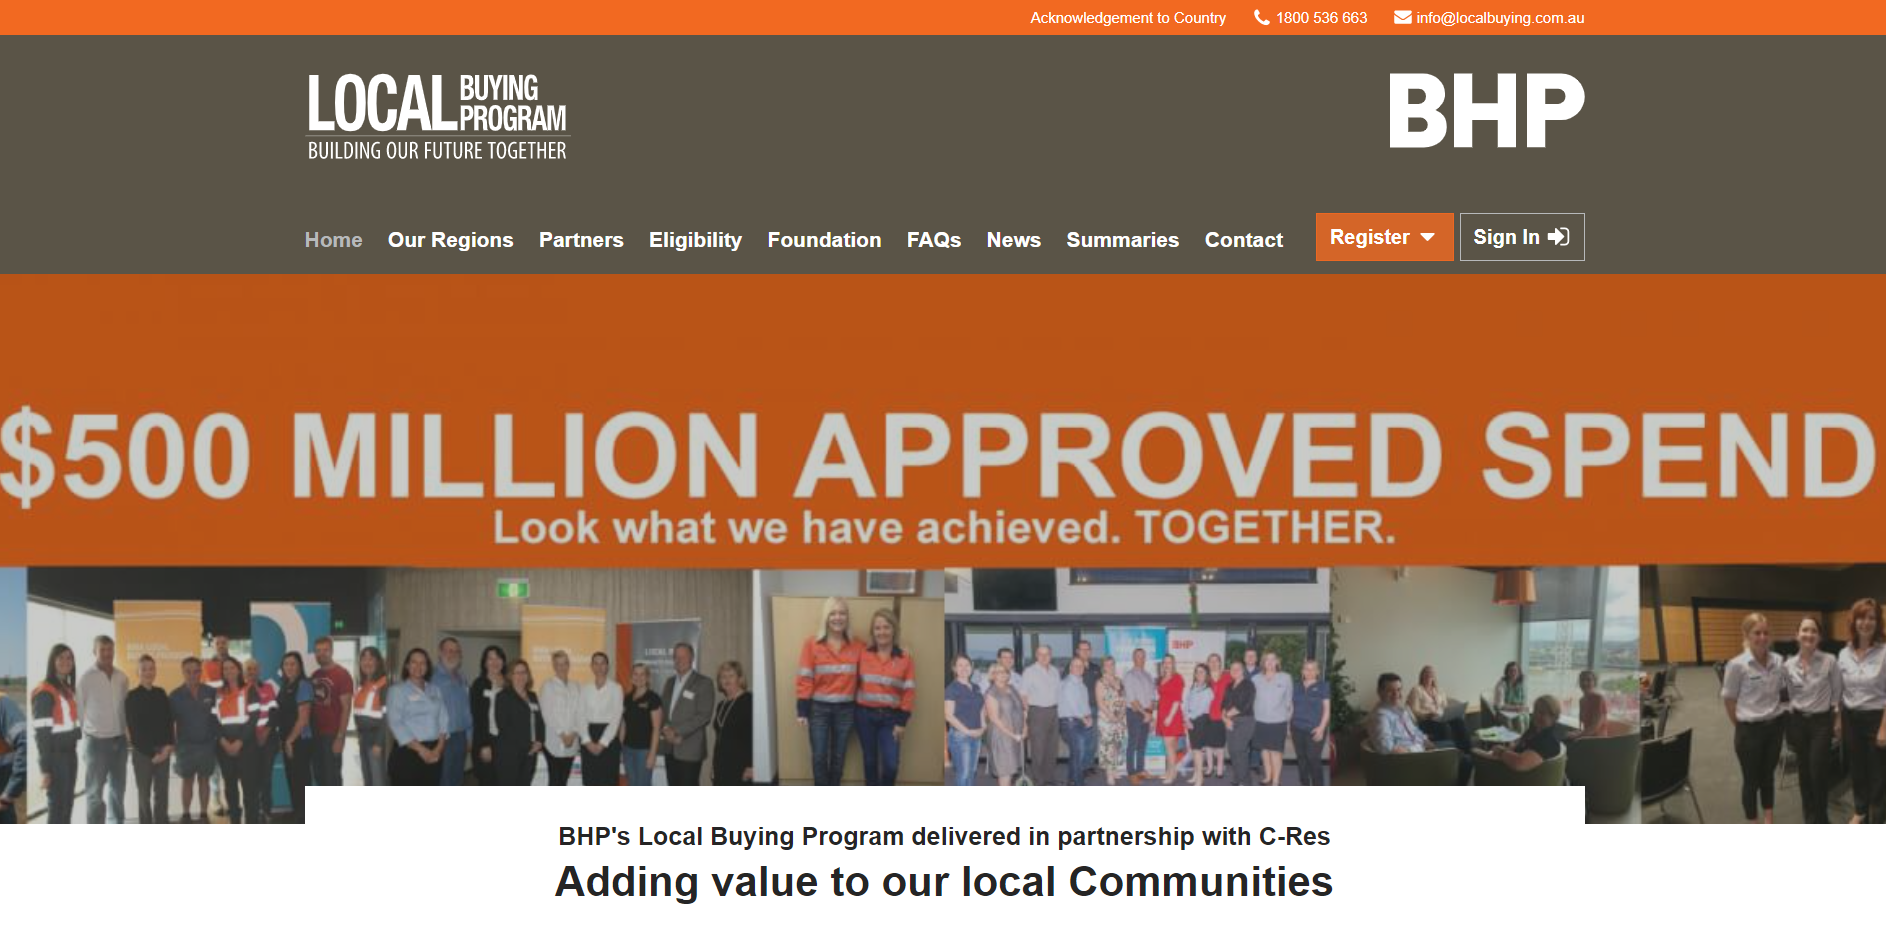 Acknowledgement to Country 1800 536 663 info@localbuying.com.au
LOCAL BUYING PROGRAM
BUILDING OUR FUTURE TOGETHER
BHP
Home Our Regions Partners Eligibility Foundation FAQs News Summaries Contact Register Sign In
$500 MILLION APPROVED SPEND
Look what we have achieved. TOGETHER.
BHP
BHP's Local Buying Program delivered in partnership with C-Res
Adding value to our local Communities